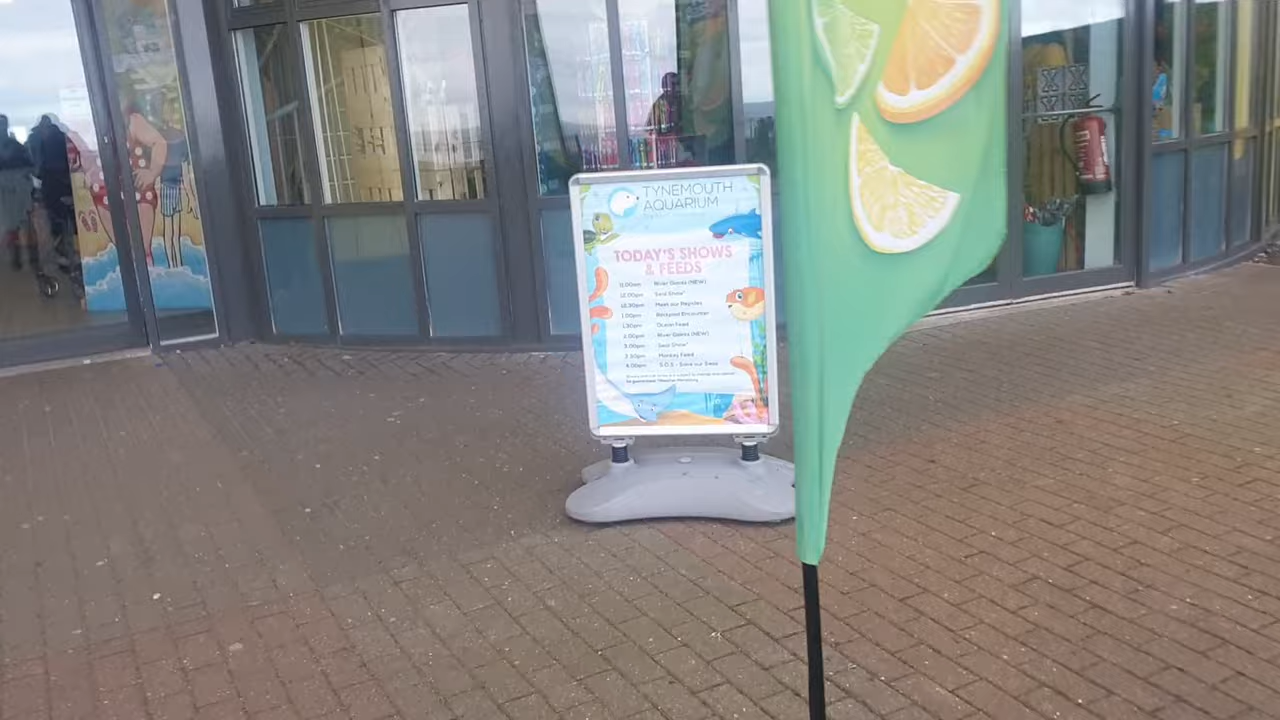 TYNEMOUTH
AQUARIUM
TODAY'S SHOWS
& FEEDS
11.00am River Giants (NEW)
12.00pm Seal Show*
12.30pm Meet our Reptiles
1.00pm Rockpool Encounter
1.30pm Ocean Feed
2.00pm River Giants (NEW)
3.00pm Seal Show*
3.30pm Monkey Feed
4.00pm S.O.S - Save our Seas